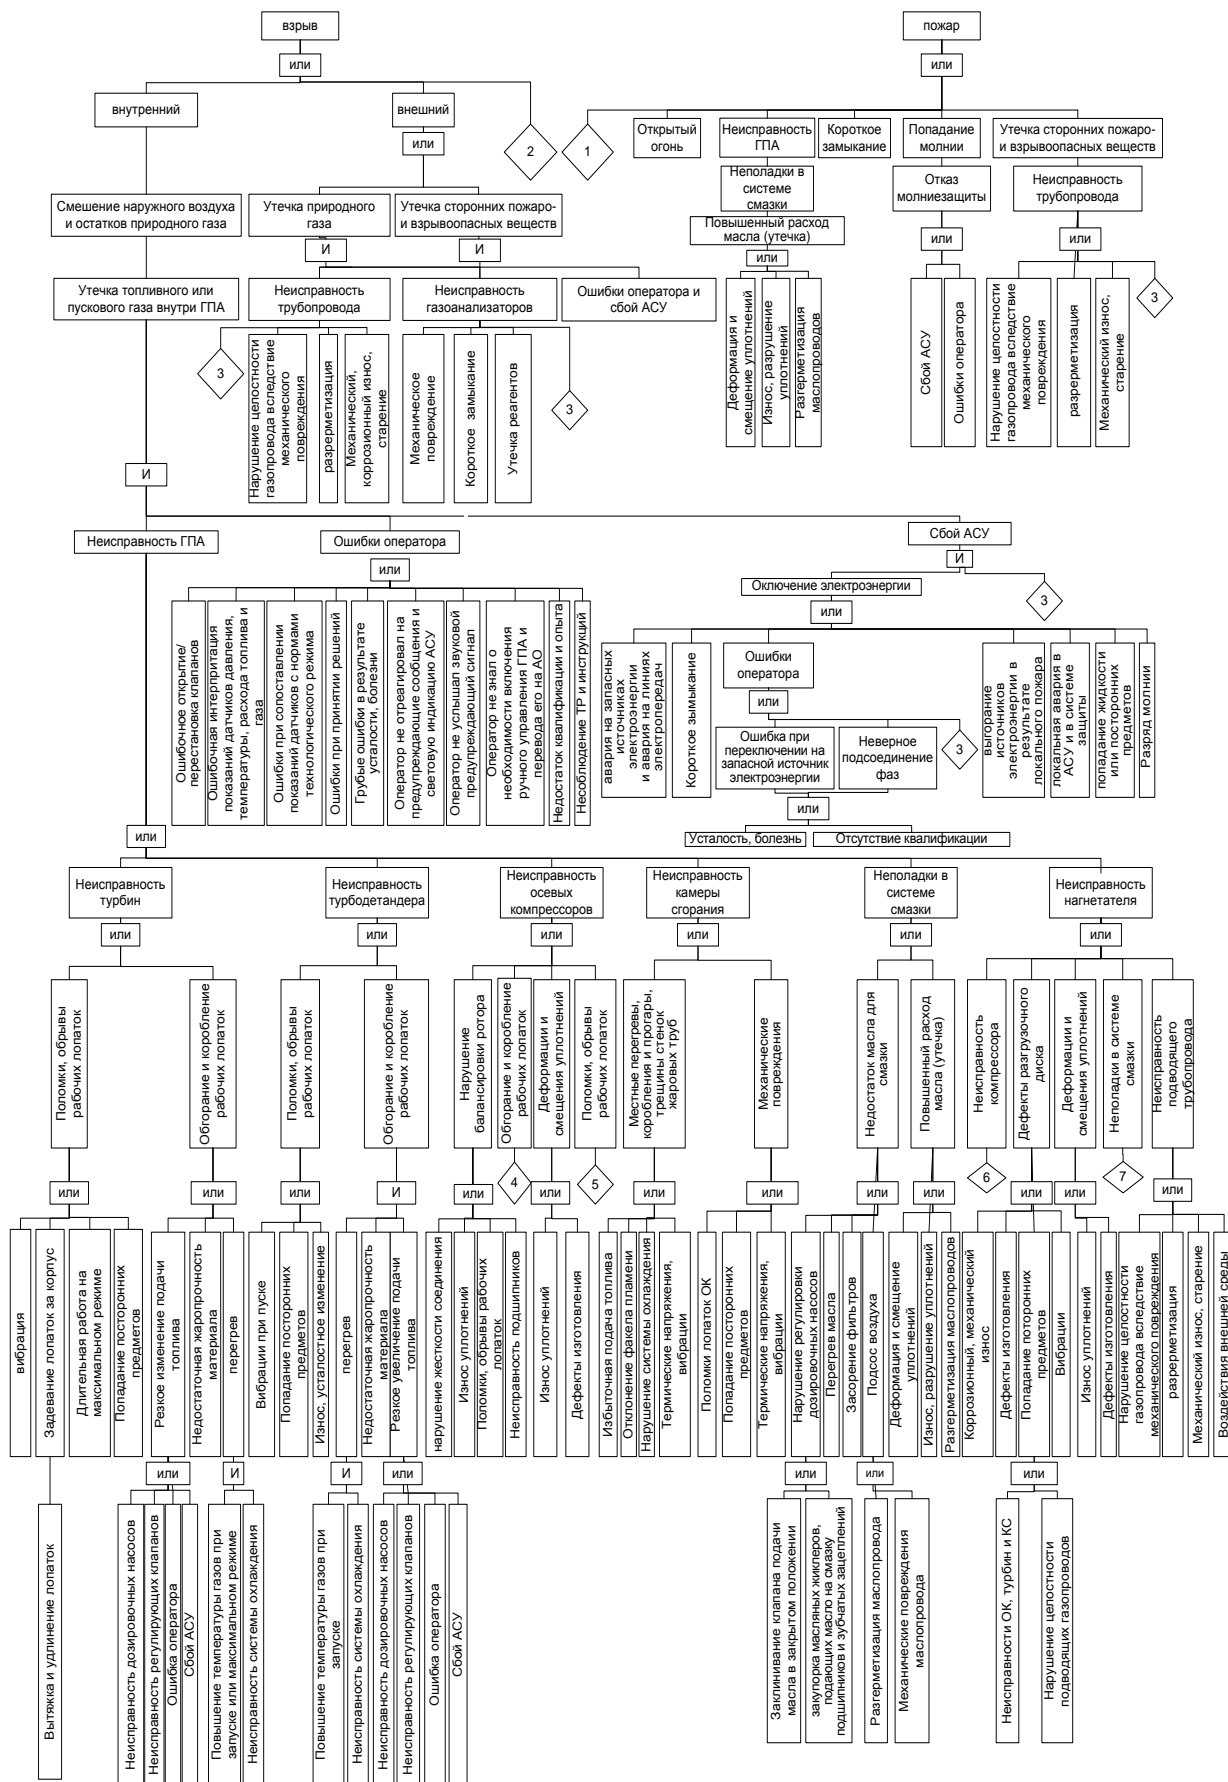 взрыв
пожар
или
или
внутренний
внешний
2
1
Открытый
огонь
Неисправность
ГПА
Короткое
замыкание
Попадание
молнии
Утечка сторонних пожаро-
и взрывоопасных веществ
или
Неполадки в
системе
смазки
Отказ
молниезащиты
Неисправность
трубопровода
Смешение наружного воздуха
и остатков природного газа
Утечка природного
газа
Утечка сторонних пожаро-
и взрывоопасных веществ
Повышенный расход
масла (утечка)
И
И
или
или
или
Утечка топливного или
пускового газа внутри ГПА
Неисправность
трубопровода
Неисправность
газоанализаторов
Ошибки оператора и
сбой АСУ
3
Нарушение целостности
газопровода вследствие
механического
повреждения
разрерметизация
Механический,
коррозионный износ,
старение
Механическое
повреждение
Короткое замыкание
Утечка реагентов
3
Деформация и
смещение уплотнений
Износ, разрушение
уплотнений
Разгерметизация
маслопроводов
Сбой АСУ
Ошибки оператора
Нарушение целостности
газопровода вследствие
механического
повреждения
разрерметизация
Механический износ,
старение
3
И
Неисправность ГПА
Ошибки оператора
Сбой АСУ
или
И
Оключение электроэнергии
3
или
Ошибочное открытие/
перестановка клапанов
Ошибочная интерпритация
показаний датчиков давления,
температуры, расхода топлива и
газа
Ошибки при сопоставлении
показаний датчиков с нормами
технологического режима
Ошибки при принятии решений
Грубые ошибки в результате
усталости, болезни
Оператор не отреагировал на
предупреждающие сообщения и
световую индикацию АСУ
Оператор не услышал звуковой
предупреждающий сигнал
Оператор не знал о
необходимости включения
ручного управления ГПА и
перевода его на АО
Недостаток квалификации и опыта
Несоблюдение ТР и инструкций
авария на запасных
источниках
электроэнергии
и авария на линиях
электропередач
Короткое зымыкание
Ошибки
оператора
или
Ошибка при
переключении на
запасной источник
электроэнергии
Неверное
подсоединение
фаз
3
выгорание
источников
электроэнергии в
результате
локального пожара
локальная авария в
АСУ и в системе
защиты
попадание жидкости
или посторонних
предметов
Разряд молнии
или
Усталость, болезнь
Отсутствие квалификации
или
Неисправность
турбин
Неисправность
турбодетандера
Неисправность
осевых
компрессоров
Неисправность
камеры
сгорания
Неполадки в
системе
смазки
Неисправность
нагнетателя
или
или
или
или
или
или
Поломки, обрывы
рабочих лопаток
Обгорание и коробление
рабочих лопаток
Поломки, обрывы
рабочих лопаток
Обгорание и коробление
рабочих лопаток
Нарушение
балансировки ротора
Обгорание и коробление
рабочих лопаток
Деформации и
смещения уплотнений
Поломки, обрывы
рабочих лопаток
Местные перегревы,
коробления и прогары,
трещины стенок
жаровых труб
Механические
повреждения
Недостаток масла для
смазки
Повышенный расход
масла (утечка)
Неисправность
компрессора
Дефекты разгрузочного
диска
Деформации и
смещения уплотнений
Неполадки в системе
смазки
Неисправность
подводящего
трубопровода
или
или
или
И
или
4
или
5
или
или
или
или
6
или
или
7
или
вибрация
Задевание лопаток за корпус
Длительная работа на
максимальном режиме
Попадание посторонних
предметов
Резкое изменение подачи
топлива
Недостаточная жаропрочность
материала
перегрев
Вибрации при пуске
Попадание посторонних
предметов
Износ, усталостное изменение
перегрев
Недостаточная жаропрочность
материала
Резкое увеличение подачи
топлива
нарушение жесткости соединения
Износ уплотнений
Поломки, обрывы рабочих
лопаток
Неисправность подшипников
Износ уплотнений
Дефекты изготовления
Избыточная подача топлива
Отклонение факела пламени
Нарушение системы охлаждения
Термические напряжения,
вибрации
Поломки лопаток ОК
Попадание посторонних
предметов
Термические напряжения,
вибрации
Нарушение регулировки
дозировочных насосов
Перегрев масла
Засорение фильтров
Подсос воздуха
Деформация и смещение
уплотнений
Износ, разрушение уплотнений
Разгерметизация маслопроводов
Коррозионный, механический
износ
Дефекты изготовления
Попадание поторонних
предметов
Вибрации
Износ уплотнений
Дефекты изготовления
Нарушение целостности
газопровода вследствие
механического повреждения
разрерметизация
Механический износ, старение
Воздействия внешней среды
или
И
И
или
или
или
или
Вытяжка и удлинение лопаток
Неисправность дозировочных насосов
Неисправность регулирующих клапанов
Ошибка оператора
Сбой АСУ
Повышение температуры газов при
запуске или максимальном режиме
Неисправность системы охлаждения
Повышение температуры газов при
запуске
Неисправность системы охлаждения
Неисправность дозировочных насосов
Неисправность регулирующих клапанов
Ошибка оператора
Сбой АСУ
Заклинивание клапана подачи
масла в закрытом положении
закупорка масляных жиклеров,
подающих масло на смазку
подшипников и зубчатых зацеплений
Разгерметизация маслопровода
Механические повреждения
маслопровода
Неисправности ОК, турбин и КС
Нарушение целостности
подводящих газопроводов